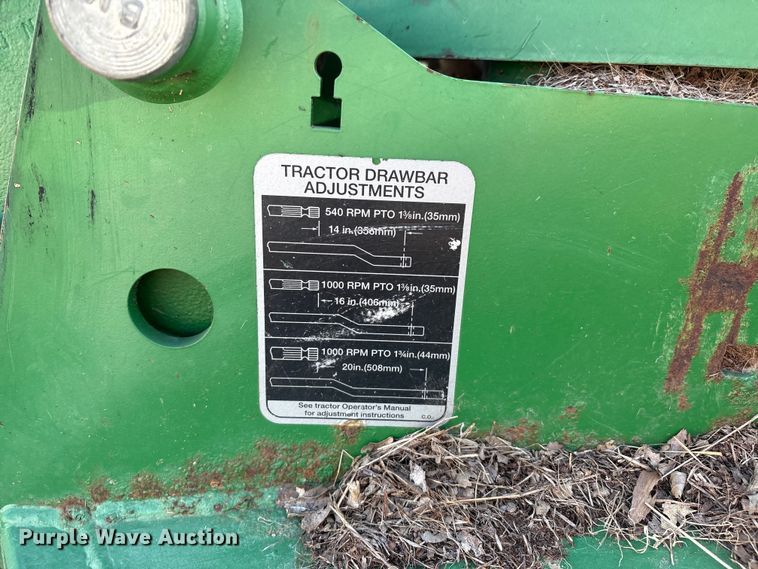 TRACTOR DRAWBAR
ADJUSTMENTS
540 RPM PTO 1⅜in.(35mm)
14 in.(356mm)
1000 RPM PTO 1⅜in.(35mm)
16 in.(406mm)
1000 RPM PTO 1¾in.(44mm)
20in.(508mm)
See tractor Operator's Manual
for adjustment instructions
C.O.
Purple Wave Auction